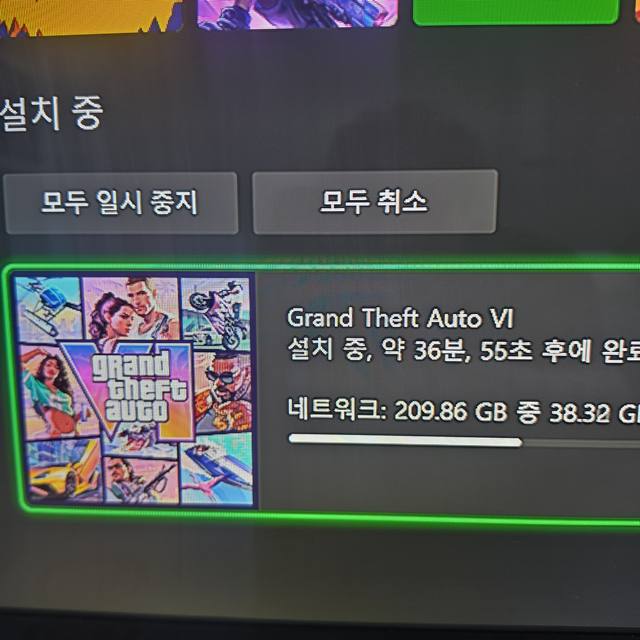 설치 중
모두 일시 중지
모두 취소
grand
theft
auto
Grand Theft Auto VI
설치 중, 약 36분, 55초 후에 완료
네트워크: 209.86 GB 중 38.32